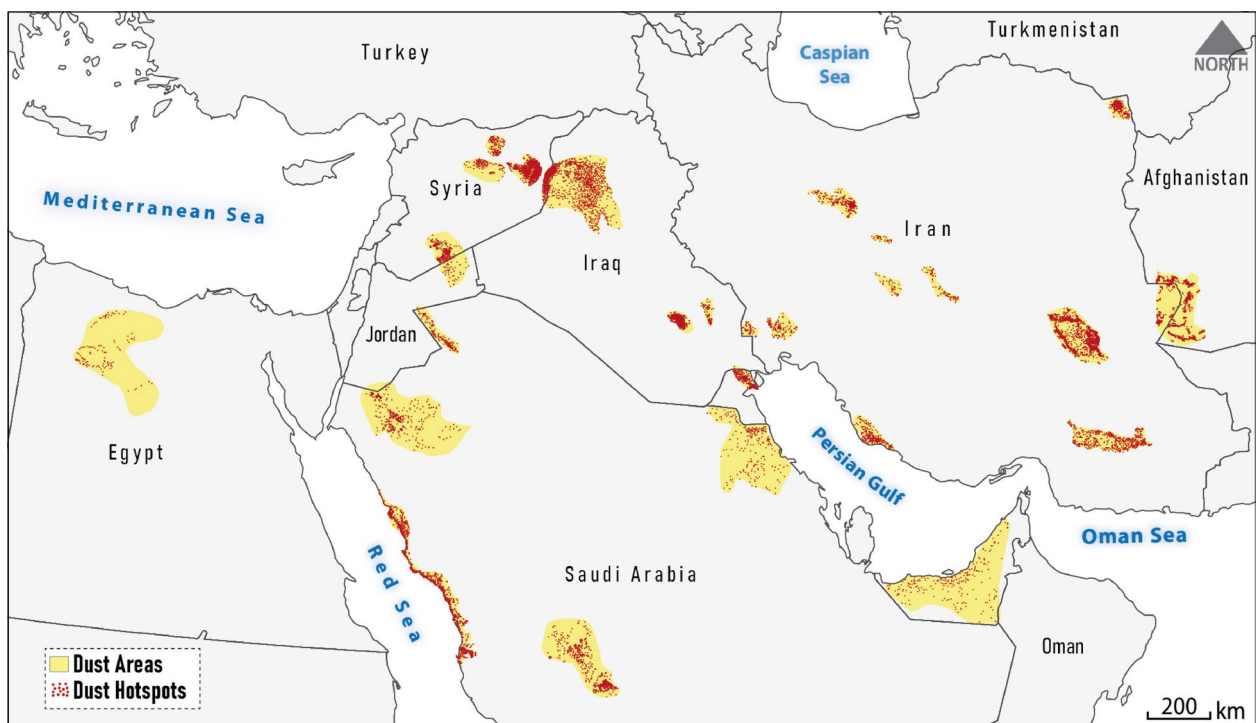 Turkey
Caspian
Sea
Turkmenistan
NORTH
Syria
Mediterranean Sea
Afghanistan
Iran
Iraq
Jordan
Egypt
Persian Gulf
Red Sea
Saudi Arabia
Oman Sea
Oman
Dust Areas
Dust Hotspots
200 km